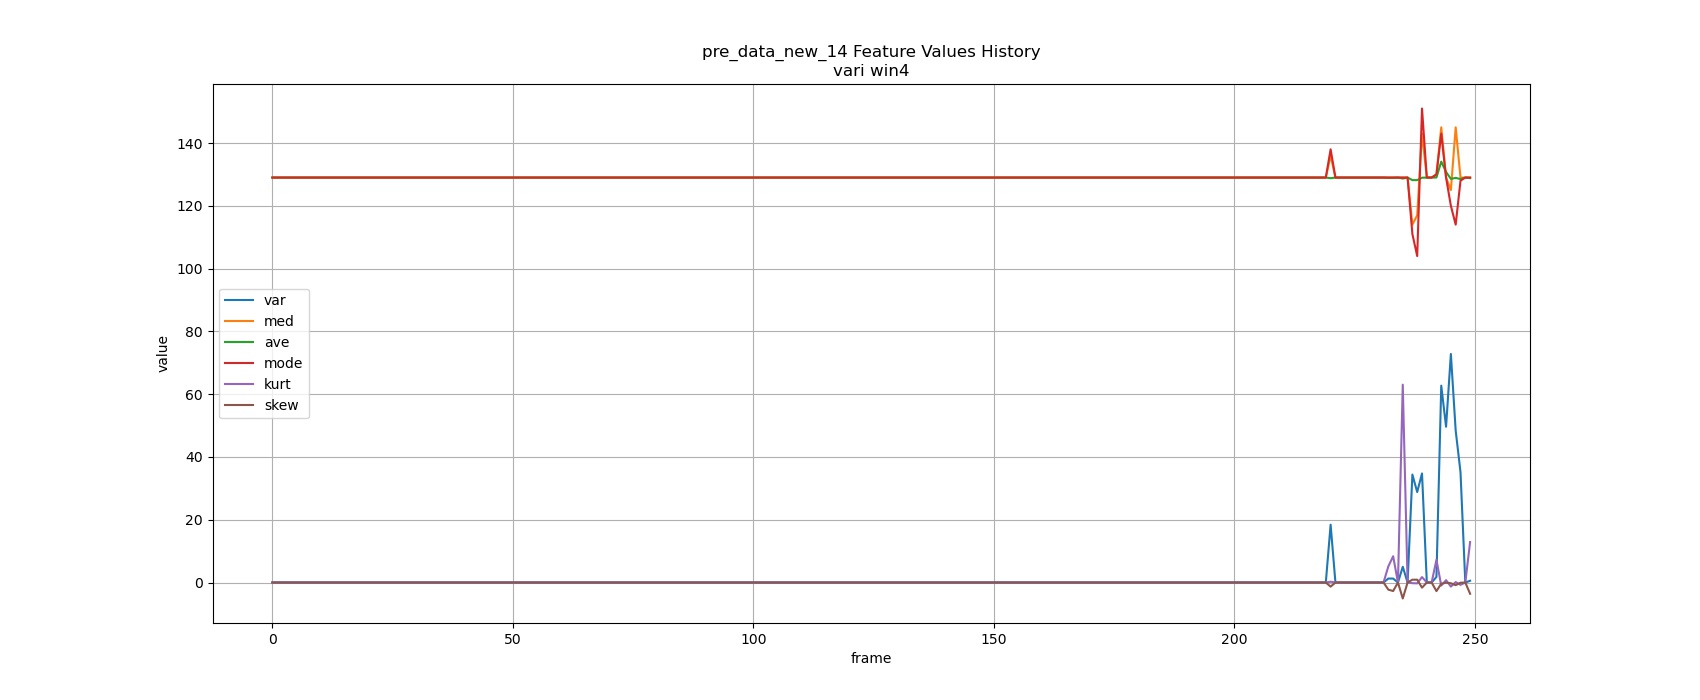 pre_data_new_14 Feature Values History
vari win4
value
140
120
100
80
60
40
20
0
var
med
ave
mode
kurt
skew
0
50
100
150
200
250
frame